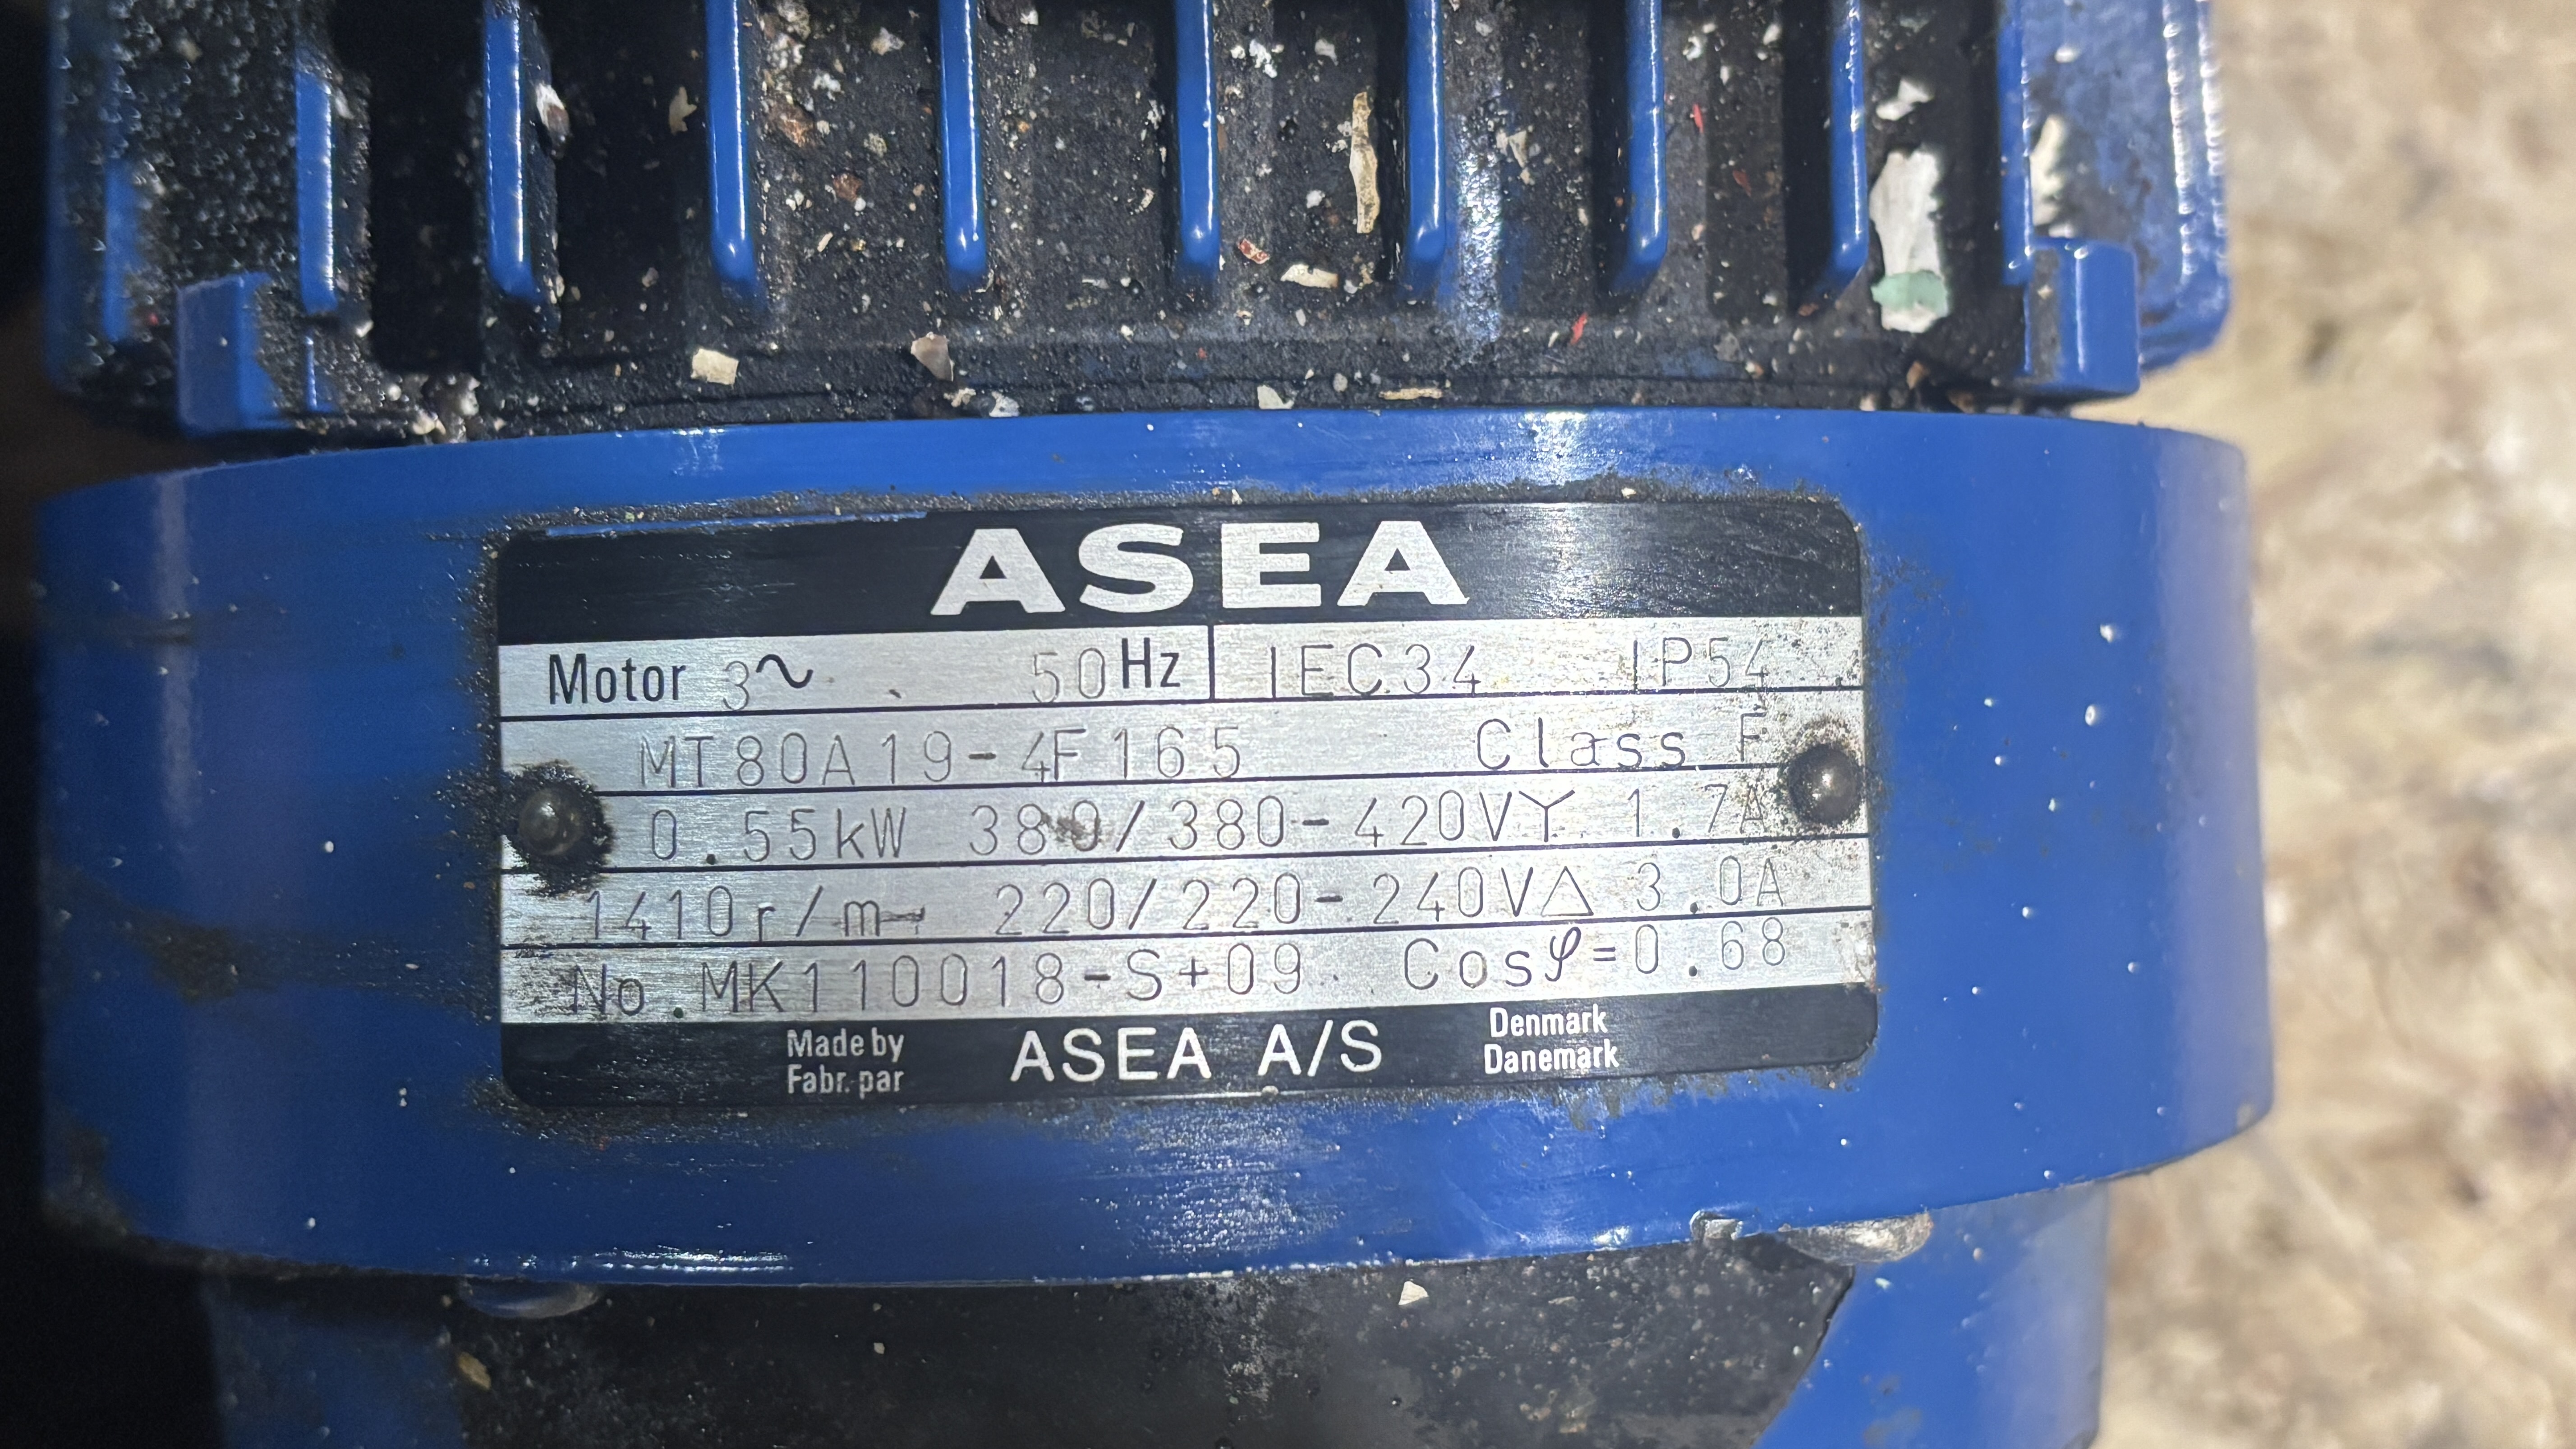 ASEA
Motor 3~ 50Hz IEC34 IP54
MT80A19-4F165 Class F
0.55kW 380/380-420VY 1.7A
1410r/m 220/220-240V△ 3.0A
No.MK110018-S+09 Cosφ=0.68
Made by
Fabr. par
ASEA A/S
Denmark
Danemark